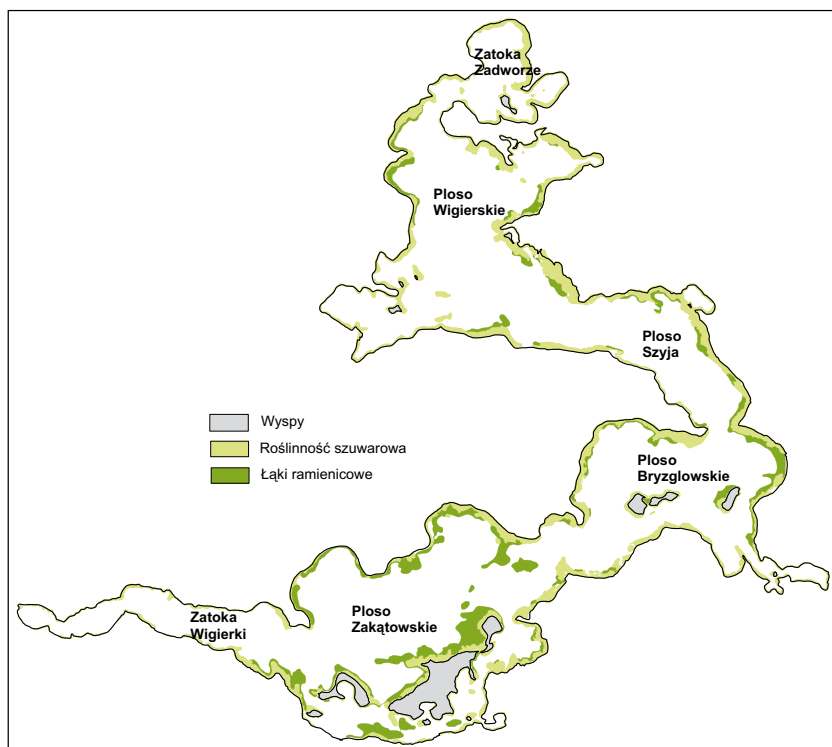 Zatoka
Zadworze
Ploso
Wigierskie
Ploso
Szyja
Wyspy
Roślinność szuwarowa
Łąki ramienicowe
Ploso
Bryzglowskie
Zatoka
Wigierki
Ploso
Zakątowskie